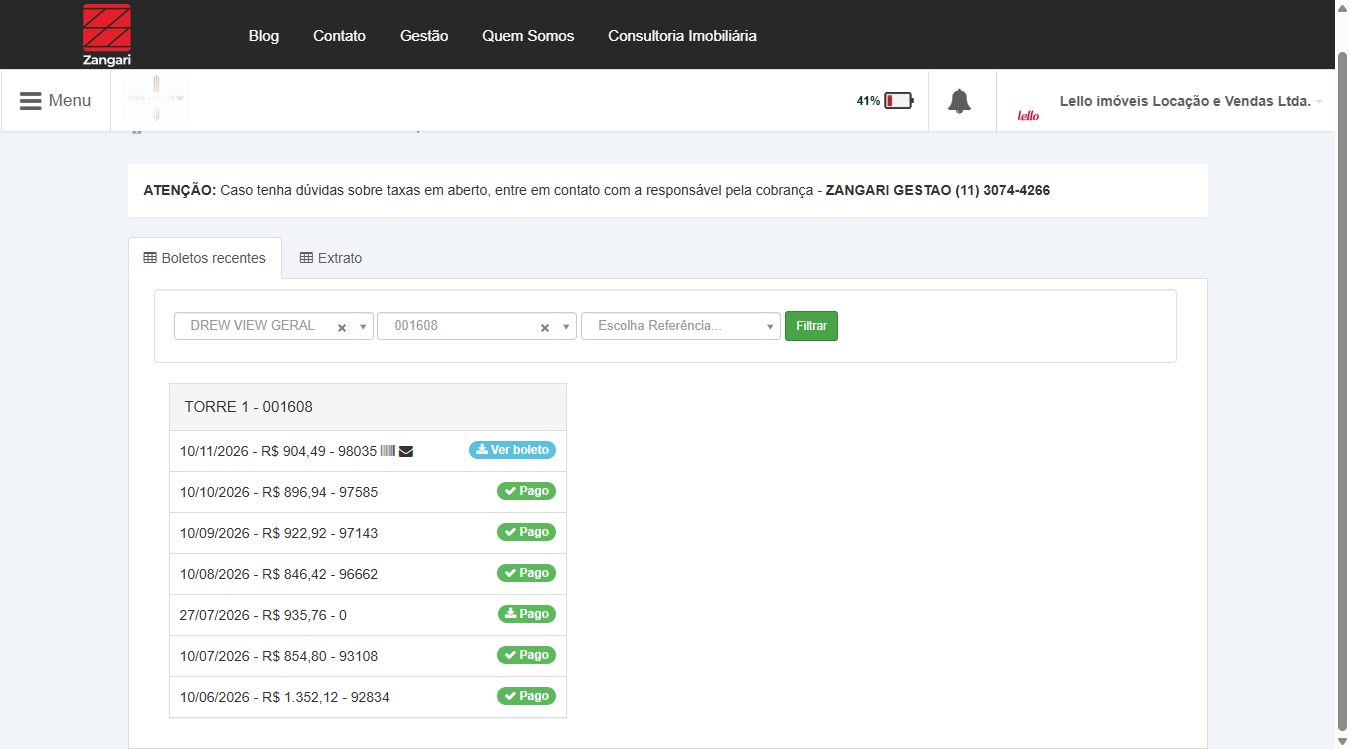 Zangari
Blog Contato Gestão Quem Somos Consultoria Imobiliária
Menu
41%
lello
Lello imóveis Locação e Vendas Ltda.
ATENÇÃO: Caso tenha dúvidas sobre taxas em aberto, entre em contato com a responsável pela cobrança - ZANGARI GESTAO (11) 3074-4266
Boletos recentes Extrato
DREW VIEW GERAL × 001608 × Escolha Referência... Filtrar
TORRE 1 - 001608
10/11/2026 - R$ 904,49 - 98035 Ver boleto
10/10/2026 - R$ 896,94 - 97585 Pago
10/09/2026 - R$ 922,92 - 97143 Pago
10/08/2026 - R$ 846,42 - 96662 Pago
27/07/2026 - R$ 935,76 - 0 Pago
10/07/2026 - R$ 854,80 - 93108 Pago
10/06/2026 - R$ 1.352,12 - 92834 Pago